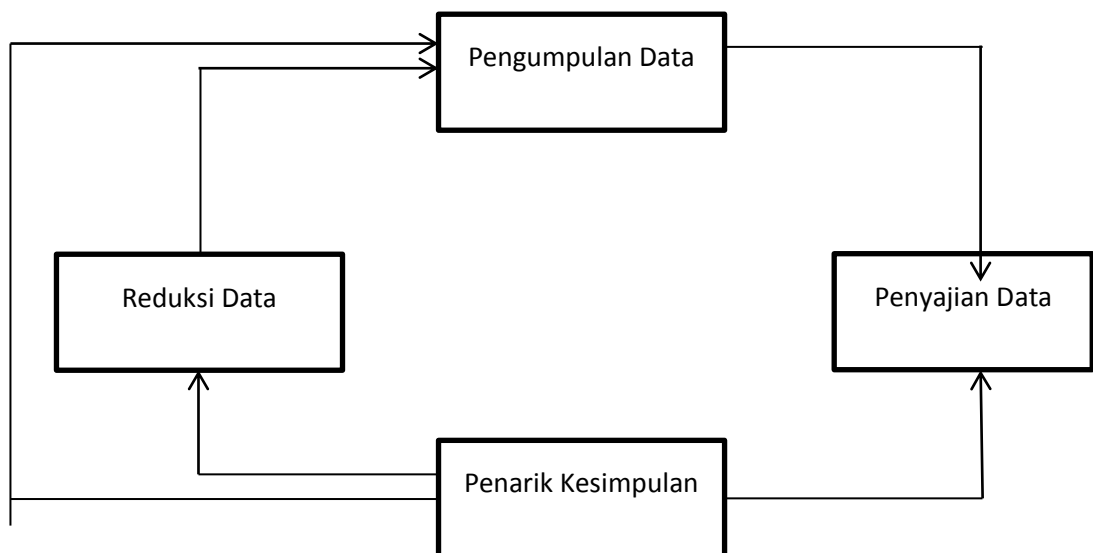 Pengumpulan Data
Reduksi Data
Penyajian Data
Penarik Kesimpulan